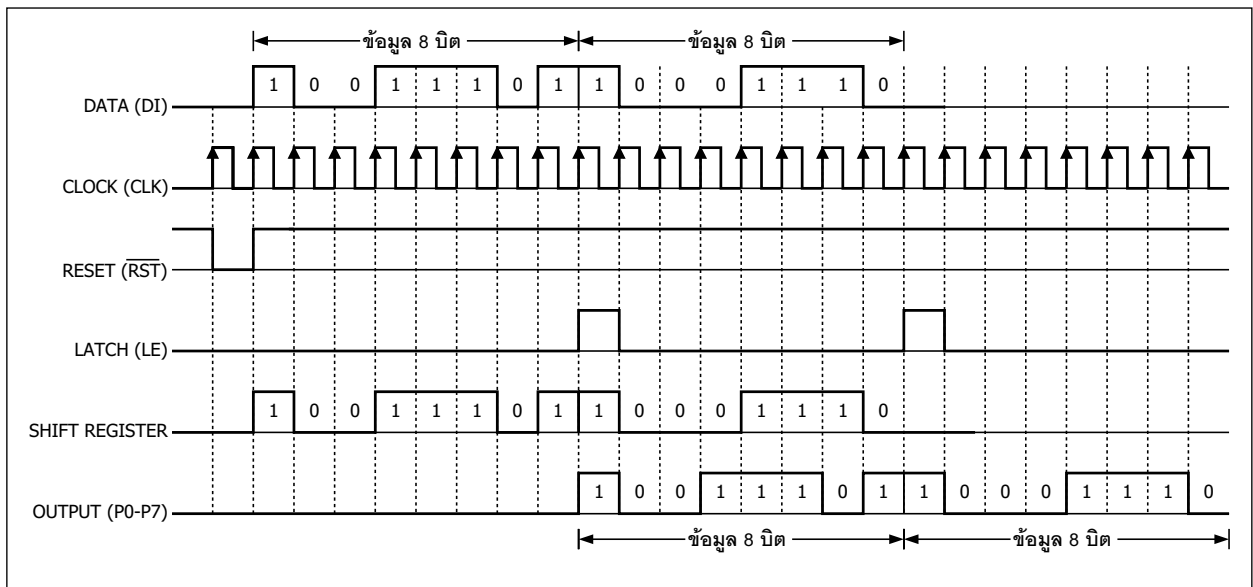 ข้อมูล 8 บิต ข้อมูล 8 บิต
1 0 0 1 1 1 0 1 1 0 0 0 1 1 1 0
DATA (DI)
CLOCK (CLK)
RESET (R̅S̅T̅)
LATCH (LE)
1 0 0 1 1 1 0 1 1 0 0 0 1 1 1 0
SHIFT REGISTER
1 0 0 1 1 1 0 1 1 0 0 0 1 1 1 0
OUTPUT (P0-P7)
ข้อมูล 8 บิต ข้อมูล 8 บิต